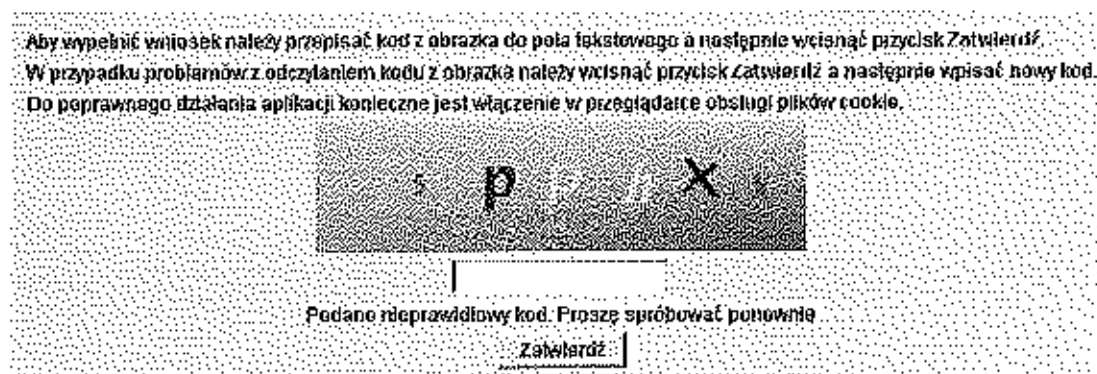 Aby wypełnić wniosek należy przepisać kod z obrazka do pola tekstowego a następnie wcisnąć przycisk Zatwierdź.
W przypadku problemów z odczytaniem kodu z obrazka należy wcisnąć przycisk Zatwierdź a następnie wpisać nowy kod.
Do poprawnego działania aplikacji konieczne jest włączenie w przeglądarce obsługi plików cookie.
p p p x
Podano nieprawidłowy kod. Proszę spróbować ponownie
Zatwierdź